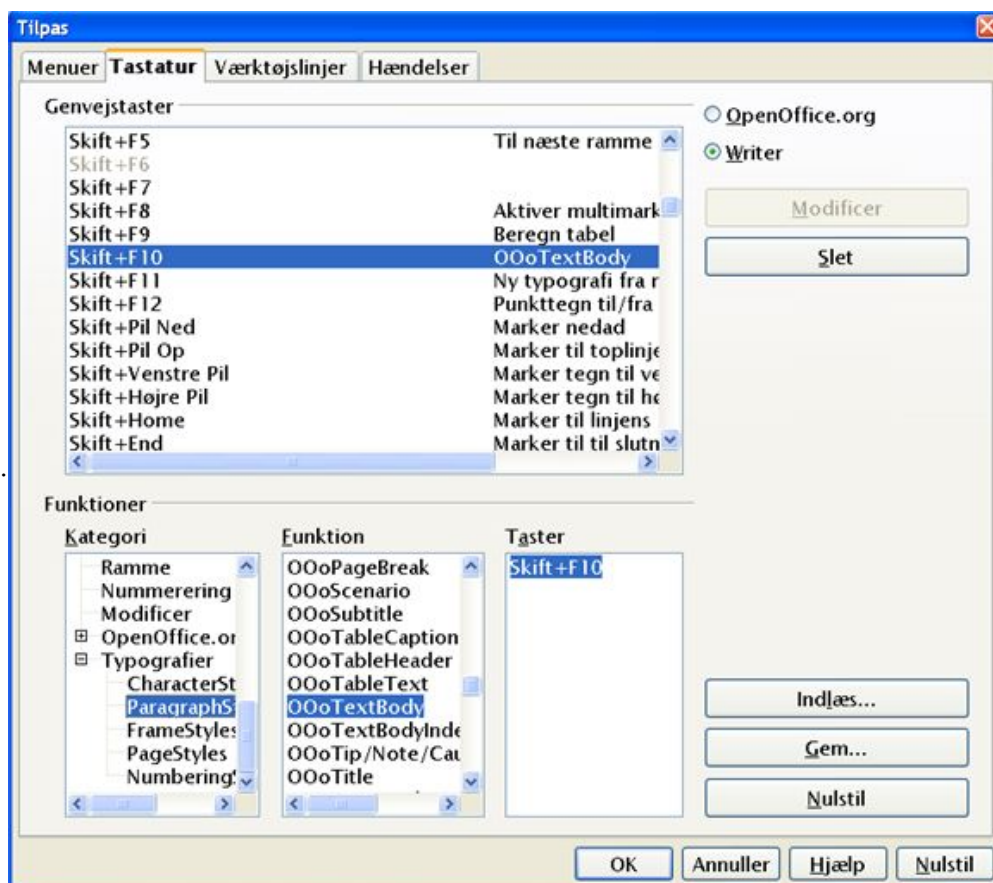 Tilpas
Menuer Tastatur Værktøjslinjer Hændelser
Genvejstaster
Skift+F5 Til næste ramme
Skift+F6
Skift+F7
Skift+F8 Aktiver multimark
Skift+F9 Beregn tabel
Skift+F10 OOoTextBody
Skift+F11 Ny typografi fra r
Skift+F12 Punkttegn til/fra
Skift+Pil Ned Marker nedad
Skift+Pil Op Marker til toplinje
Skift+Venstre Pil Marker tegn til ve
Skift+Højre Pil Marker tegn til hø
Skift+Home Marker til linjens
Skift+End Marker til til slutn
OpenOffice.org
Writer
Modificer
Slet
.
Funktioner
Kategori
Ramme
Nummerering
Modificer
OpenOffice.or
Typografier
CharacterSt
ParagraphS
FrameStyles
PageStyles
NumberingS
Funktion
OOoPageBreak
OOoScenario
OOoSubtitle
OOoTableCaption
OOoTableHeader
OOoTableText
OOoTextBody
OOoTextBodyInde
OOoTip/Note/Cau
OOoTitle
Taster
Skift+F10
Indlæs...
Gem...
Nulstil
OK Annuller Hjælp Nulstil